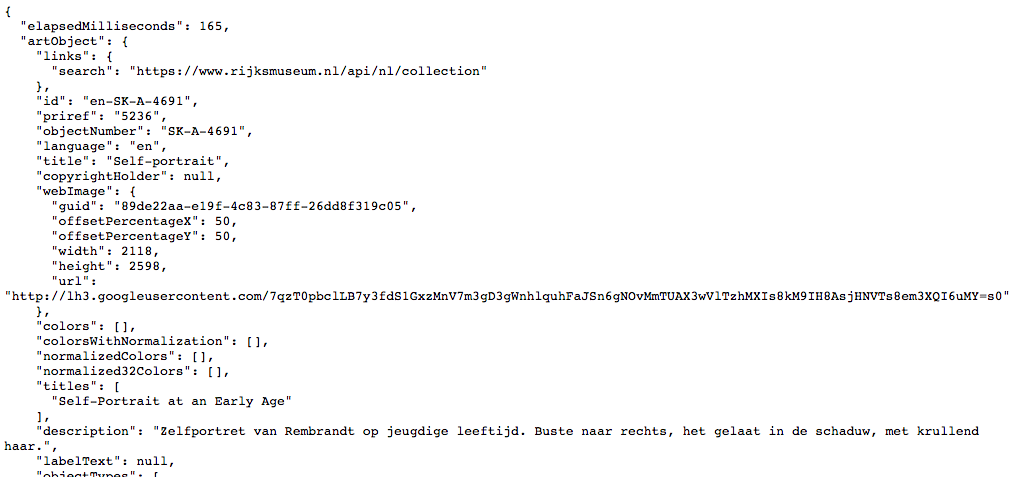 {
"elapsedMilliseconds": 165,
"artObject": {
"links": {
"search": "https://www.rijksmuseum.nl/api/nl/collection"
},
"id": "en-SK-A-4691",
"priref": "5236",
"objectNumber": "SK-A-4691",
"language": "en",
"title": "Self-portrait",
"copyrightHolder": null,
"webImage": {
"guid": "89de22aa-e19f-4c83-87ff-26dd8f319c05",
"offsetPercentageX": 50,
"offsetPercentageY": 50,
"width": 2118,
"height": 2598,
"url":
"http://lh3.googleusercontent.com/7qzT0pbclLB7y3fdS1GxzMnV7m3gD3gWnhlquhFaJSn6gNOvMmTUAX3wVlTzhMXIs8kM9IH8AsjHNVTs8em3XQI6uMY=s0"
},
"colors": [],
"colorsWithNormalization": [],
"normalizedColors": [],
"normalized32Colors": [],
"titles": [
"Self-Portrait at an Early Age"
],
"description": "Zelfportret van Rembrandt op jeugdige leeftijd. Buste naar rechts, het gelaat in de schaduw, met krullend
haar.",
"labelText": null,
"objectTypes": [